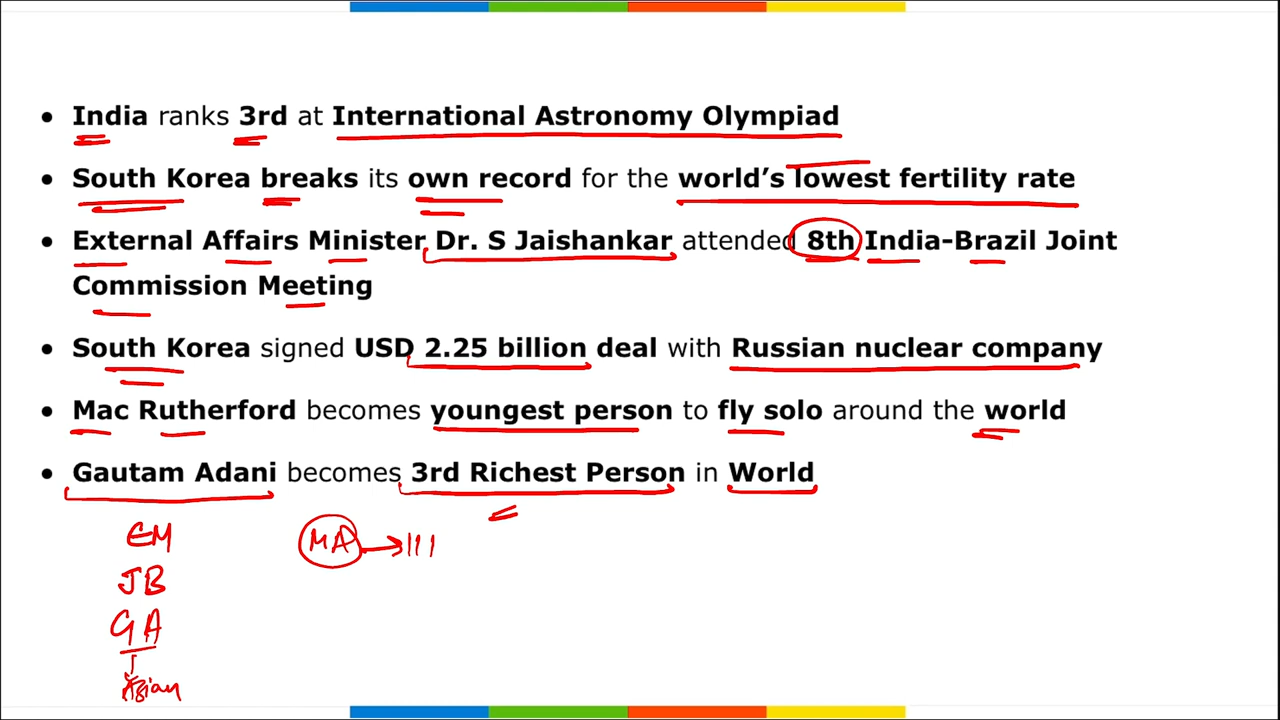 • India ranks 3rd at International Astronomy Olympiad
• South Korea breaks its own record for the world's lowest fertility rate
• External Affairs Minister Dr. S Jaishankar attended 8th India-Brazil Joint
Commission Meeting
• South Korea signed USD 2.25 billion deal with Russian nuclear company
• Mac Rutherford becomes youngest person to fly solo around the world
• Gautam Adani becomes 3rd Richest Person in World
EM
MA → III
JB
GA
Asian